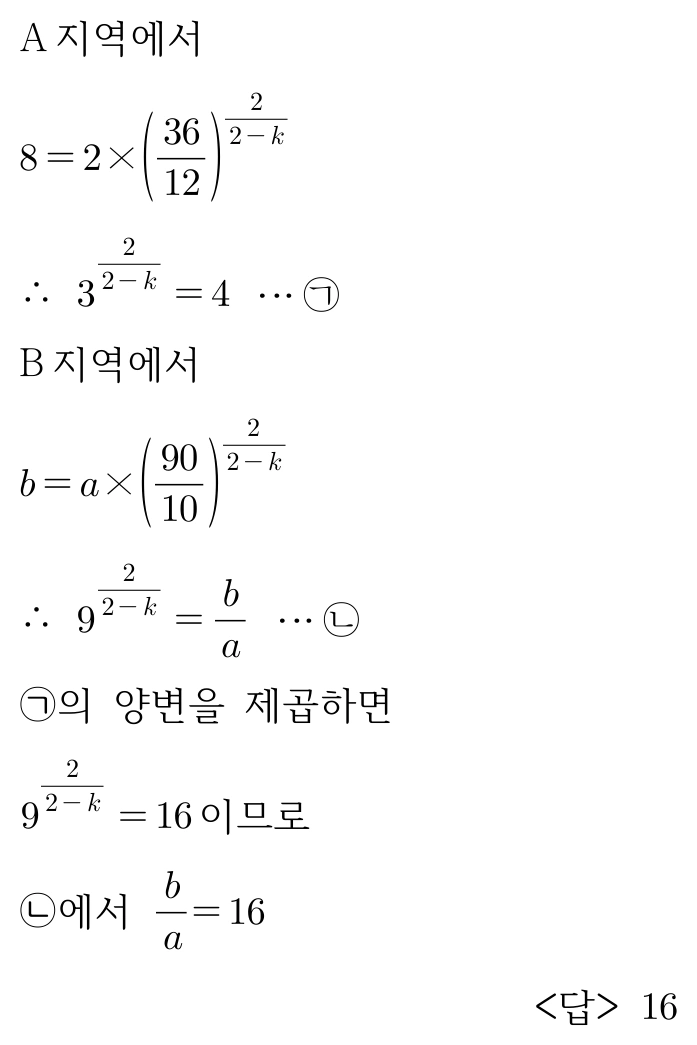 A 지역에서
8 = 2 × (36/12)^(2/(2-k))
∴ 3^(2/(2-k)) = 4 ⋯ ㉠
B 지역에서
b = a × (90/10)^(2/(2-k))
∴ 9^(2/(2-k)) = b/a ⋯ ㉡
㉠의 양변을 제곱하면
9^(2/(2-k)) = 16 이므로
㉡에서 b/a = 16
<답> 16